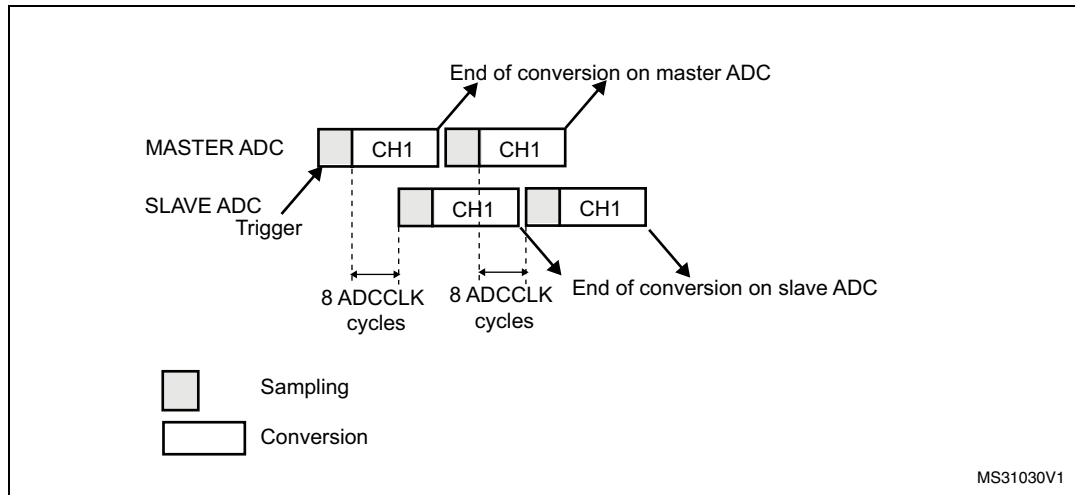 End of conversion on master ADC
MASTER ADC
CH1
CH1
SLAVE ADC
CH1
CH1
Trigger
8 ADCCLK
cycles
8 ADCCLK
cycles
End of conversion on slave ADC
Sampling
Conversion
MS31030V1